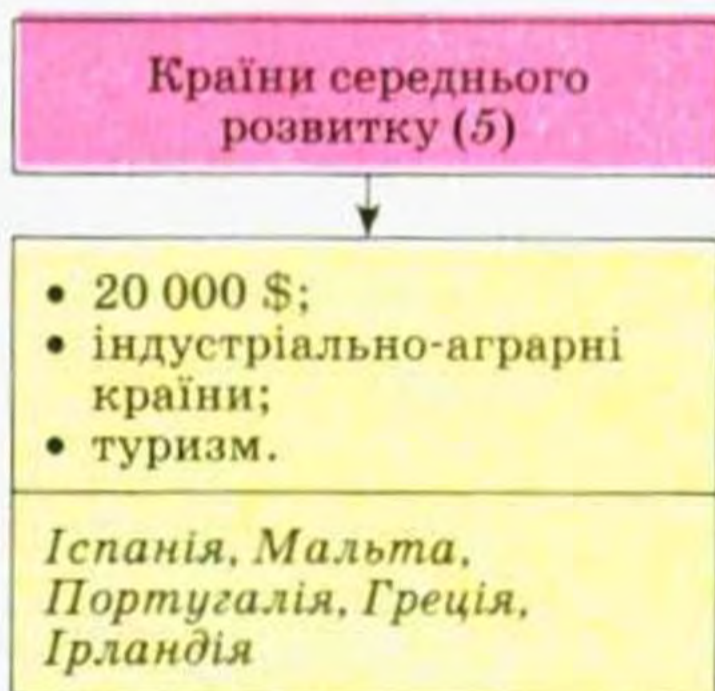 Країни середнього
розвитку (5)
• 20 000 $;
• індустріально-аграрні
країни;
• туризм.
Іспанія, Мальта,
Португалія, Греція,
Ірландія